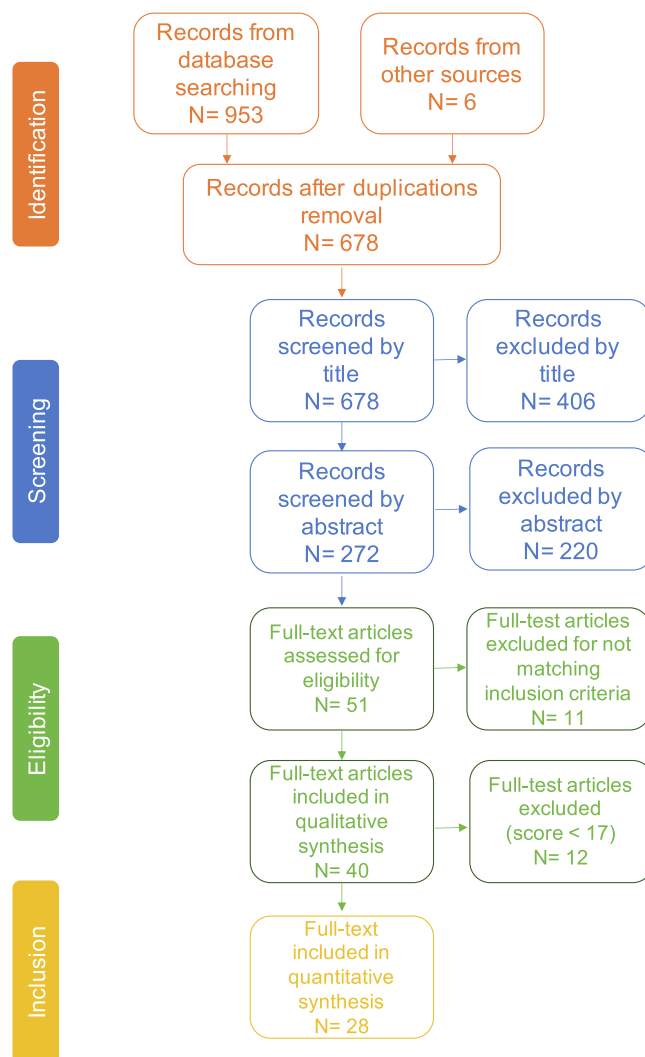 Identification
Records from
database
searching
N= 953
Records from
other sources
N= 6
Records after duplications
removal
N= 678
Screening
Records
screened by
title
N= 678
Records
excluded by
title
N= 406
Records
screened by
abstract
N= 272
Records
excluded by
abstract
N= 220
Eligibility
Full-text articles
assessed for
eligibility
N= 51
Full-test articles
excluded for not
matching
inclusion criteria
N= 11
Full-text articles
included in
qualitative
synthesis
N= 40
Full-test articles
excluded
(score < 17)
N= 12
Inclusion
Full-text
included in
quantitative
synthesis
N= 28